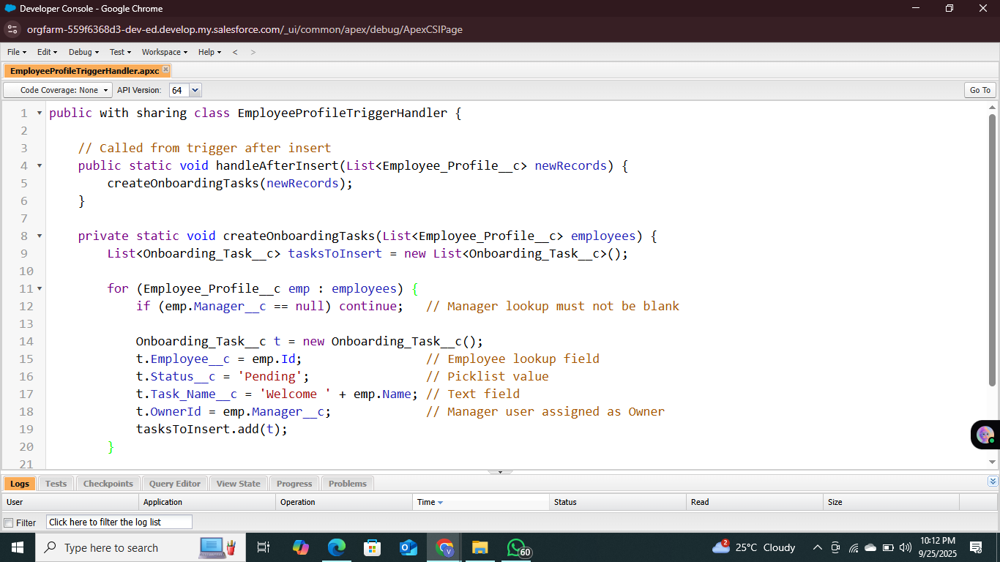 Developer Console - Google Chrome
orgfarm-559f6368d3-dev-ed.develop.my.salesforce.com/_ui/common/apex/debug/ApexCSIPage
File Edit Debug Test Workspace Help < >
EmployeeProfileTriggerHandler.apxc
Code Coverage: None API Version: 64 Go To
1 public with sharing class EmployeeProfileTriggerHandler {
2
3 // Called from trigger after insert
4 public static void handleAfterInsert(List<Employee_Profile__c> newRecords) {
5 createOnboardingTasks(newRecords);
6 }
7
8 private static void createOnboardingTasks(List<Employee_Profile__c> employees) {
9 List<Onboarding_Task__c> tasksToInsert = new List<Onboarding_Task__c>();
10
11 for (Employee_Profile__c emp : employees) {
12 if (emp.Manager__c == null) continue; // Manager lookup must not be blank
13
14 Onboarding_Task__c t = new Onboarding_Task__c();
15 t.Employee__c = emp.Id; // Employee lookup field
16 t.Status__c = 'Pending'; // Picklist value
17 t.Task_Name__c = 'Welcome ' + emp.Name; // Text field
18 t.OwnerId = emp.Manager__c; // Manager user assigned as Owner
19 tasksToInsert.add(t);
20 }
21
Logs Tests Checkpoints Query Editor View State Progress Problems
User Application Operation Time Status Read Size
Filter Click here to filter the log list
Type here to search V 60 2 25°C Cloudy 10:12 PM
9/25/2025